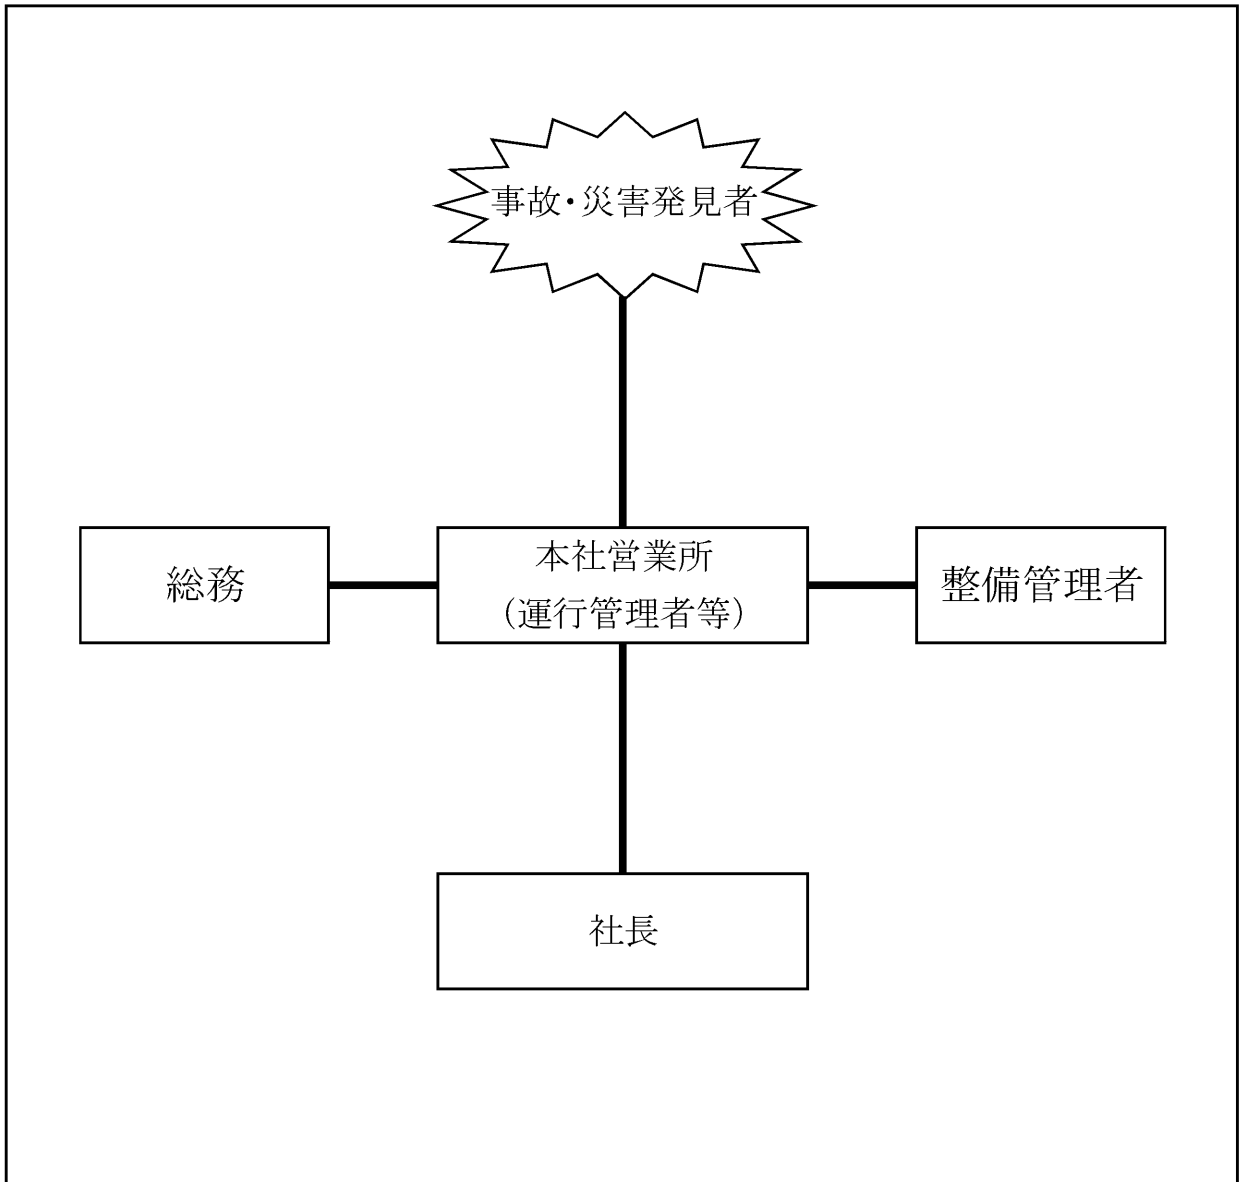 事故・災害発見者
総務
本社営業所
(運行管理者等)
整備管理者
社長